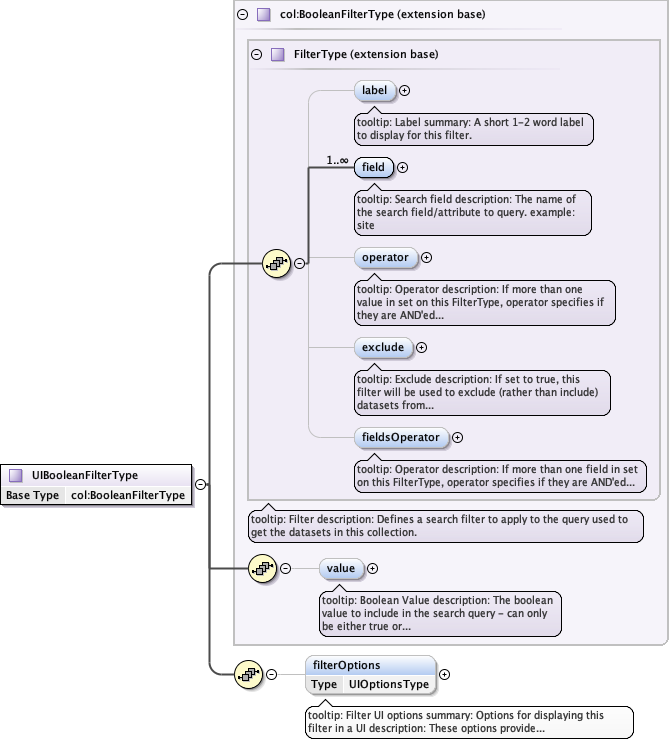 col:BooleanFilterType (extension base)
FilterType (extension base)
label
tooltip: Label summary: A short 1-2 word label
to display for this filter.
1..∞
field
tooltip: Search field description: The name of
the search field/attribute to query. example:
site
operator
tooltip: Operator description: If more than one
value in set on this FilterType, operator specifies if
they are AND'ed...
exclude
tooltip: Exclude description: If set to true, this
filter will be used to exclude (rather than include)
datasets from...
fieldsOperator
tooltip: Operator description: If more than one field in set
on this FilterType, operator specifies if they are AND'ed...
UIBooleanFilterType
Base Type col:BooleanFilterType
tooltip: Filter description: Defines a search filter to apply to the query used to
get the datasets in this collection.
value
tooltip: Boolean Value description: The boolean
value to include in the search query - can only
be either true or...
filterOptions
Type UIOptionsType
tooltip: Filter UI options summary: Options for displaying this
filter in a UI description: These options provide...